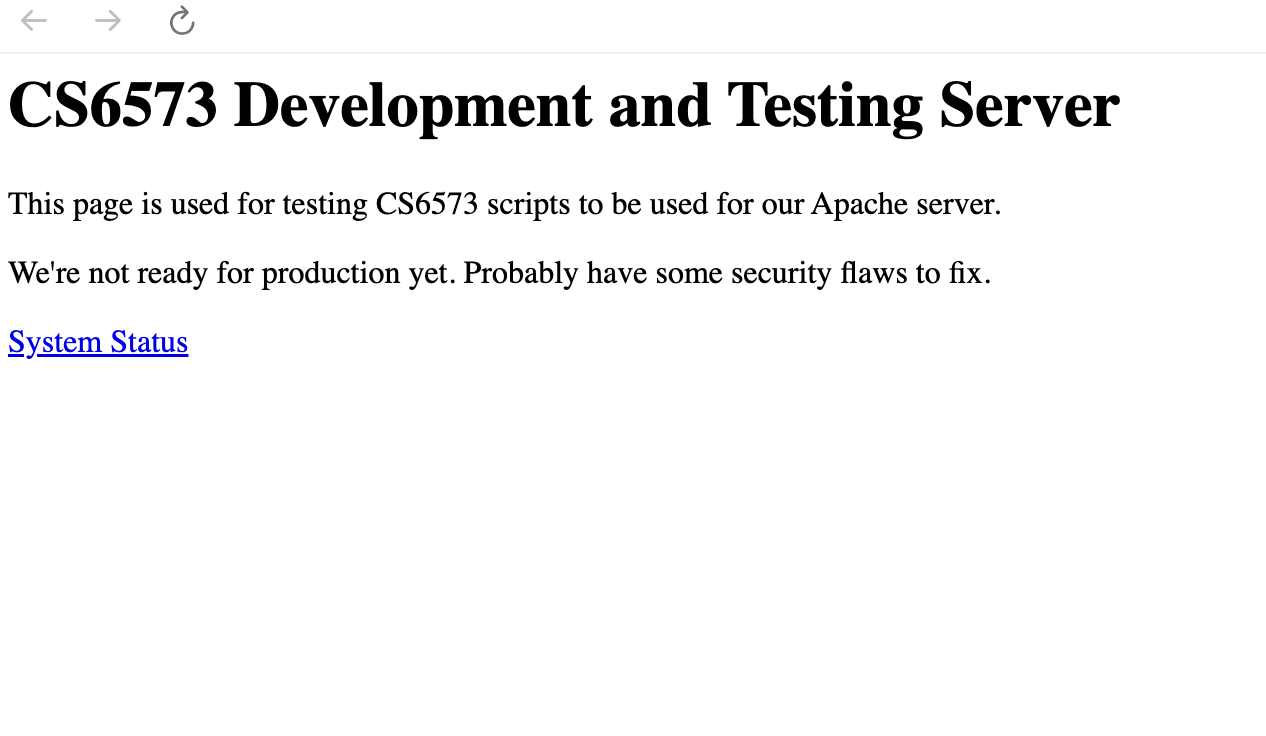 CS6573 Development and Testing Server
This page is used for testing CS6573 scripts to be used for our Apache server.
We're not ready for production yet. Probably have some security flaws to fix.
System Status